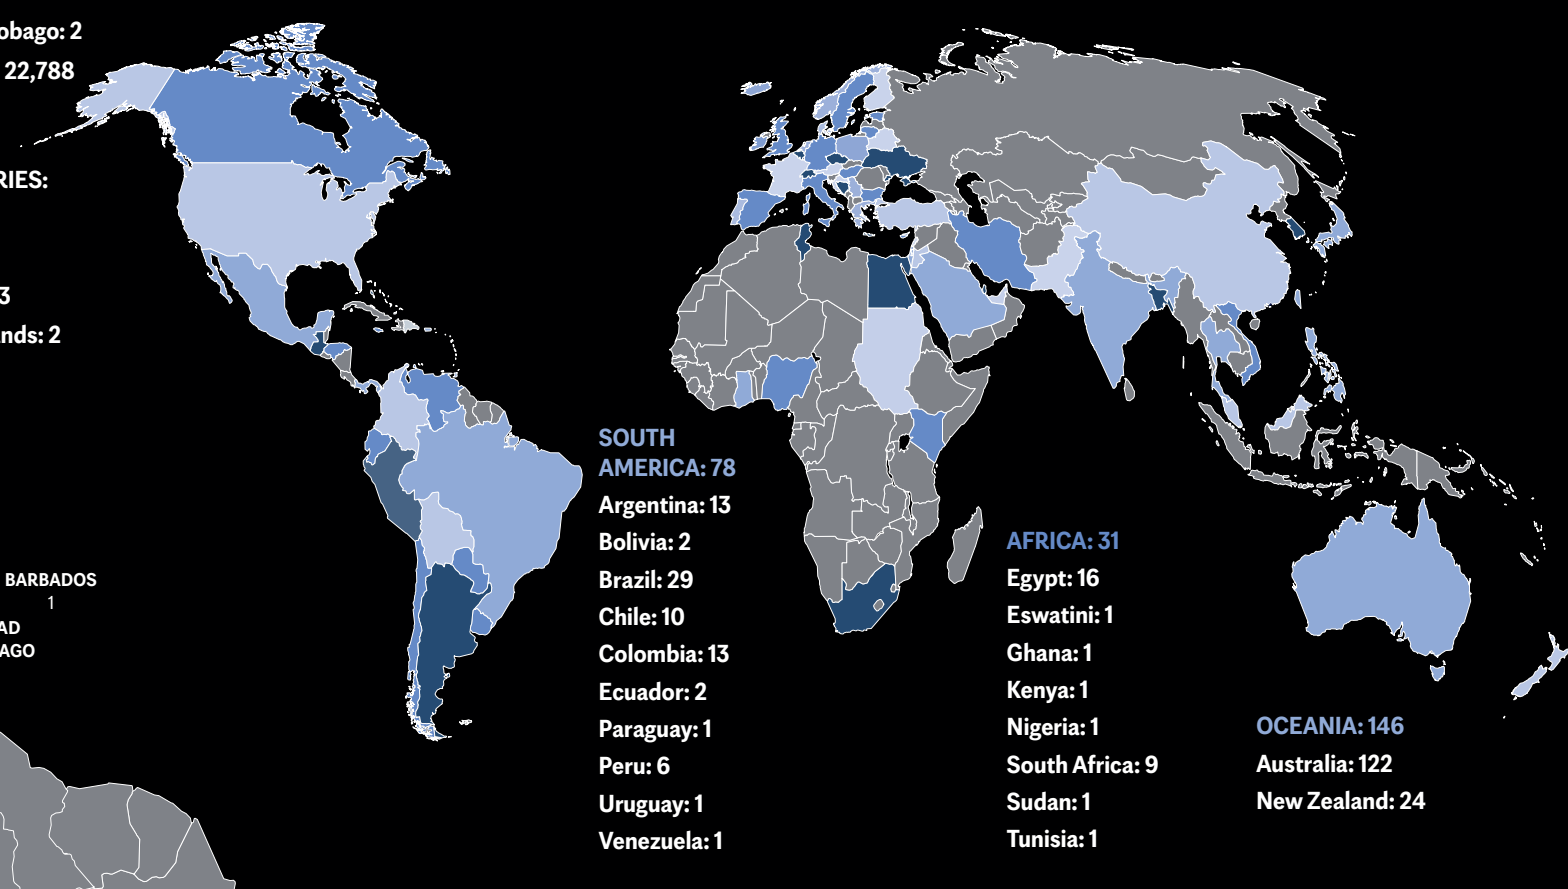 obago: 2
22,788
RIES:
3
nds: 2
BARBADOS
1
AD
AGO
SOUTH
AMERICA: 78
Argentina: 13
Bolivia: 2
Brazil: 29
Chile: 10
Colombia: 13
Ecuador: 2
Paraguay: 1
Peru: 6
Uruguay: 1
Venezuela: 1
AFRICA: 31
Egypt: 16
Eswatini: 1
Ghana: 1
Kenya: 1
Nigeria: 1
South Africa: 9
Sudan: 1
Tunisia: 1
OCEANIA: 146
Australia: 122
New Zealand: 24